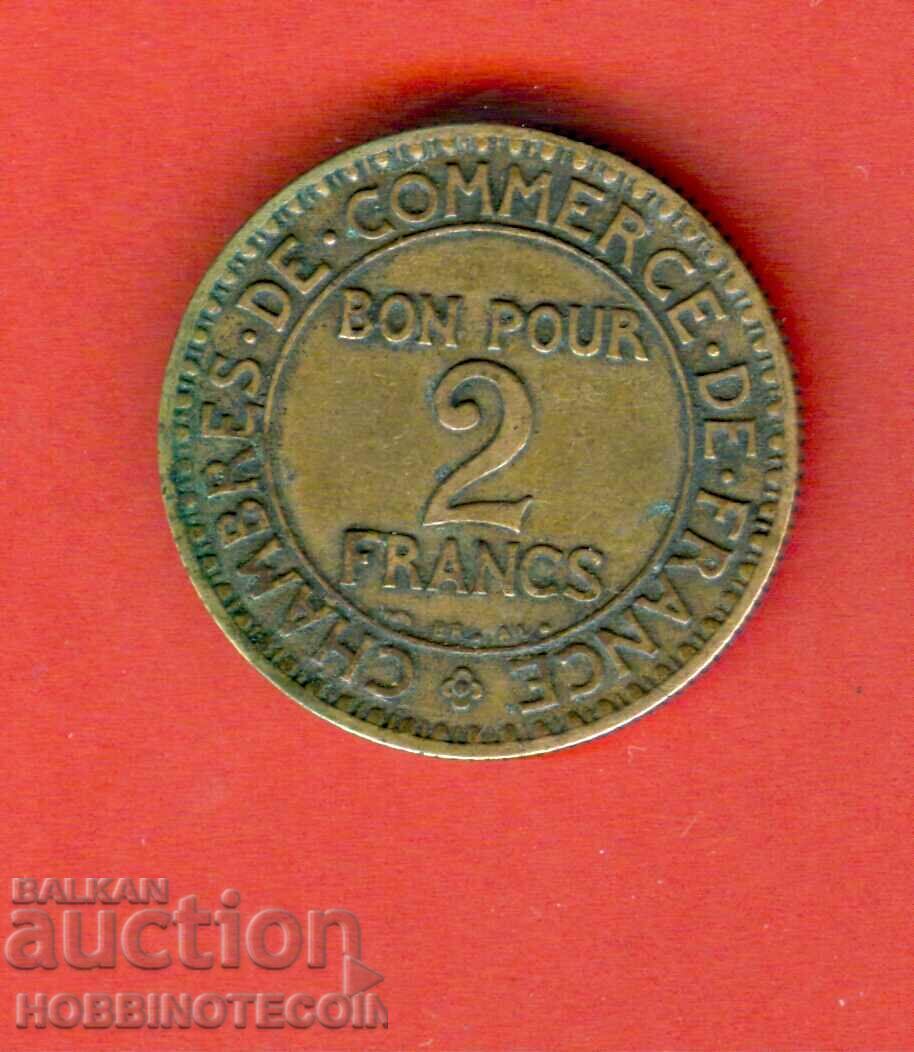 CHAMBRES·DE·COMMERCE·DE·FRANCE
BON POUR
2
FRANCS
BALKAN
auction
HOBBINOTECOIN